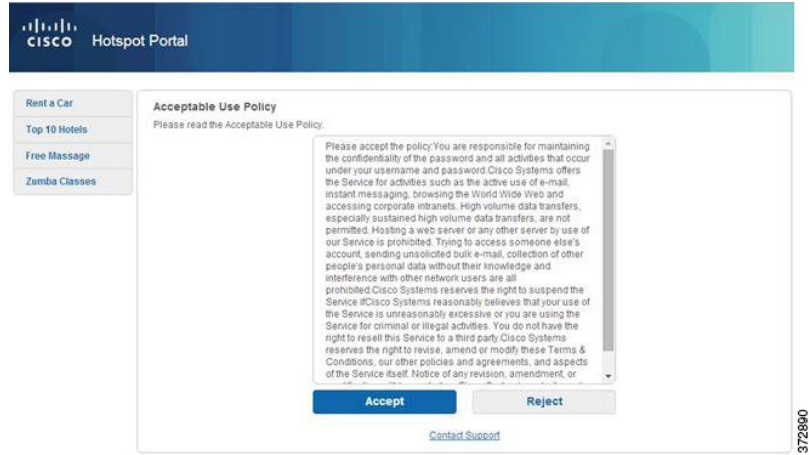 CISCO Hotspot Portal
Rent a Car
Top 10 Hotels
Free Massage
Zumba Classes
Acceptable Use Policy
Please read the Acceptable Use Policy.
Please accept the policy:You are responsible for maintaining
the confidentiality of the password and all activities that occur
under your username and password.Cisco Systems offers
the Service for activities such as the active use of e-mail,
instant messaging, browsing the World Wide Web and
accessing corporate intranets. High volume data transfers,
especially sustained high volume data transfers, are not
permitted. Hosting a web server or any other server by use of
our Service is prohibited. Trying to access someone else's
account, sending unsolicited bulk e-mail, collection of other
people's personal data without their knowledge and
interference with other network users are all
prohibited.Cisco Systems reserves the right to suspend the
Service ifCisco Systems reasonably believes that your use of
the Service is unreasonably excessive or you are using the
Service for criminal or illegal activities. You do not have the
right to resell this Service to a third party.Cisco Systems
reserves the right to revise, amend or modify these Terms &
Conditions, our other policies and agreements, and aspects
of the Service itself. Notice of any revision, amendment, or
Accept
Reject
Contact Support
372890